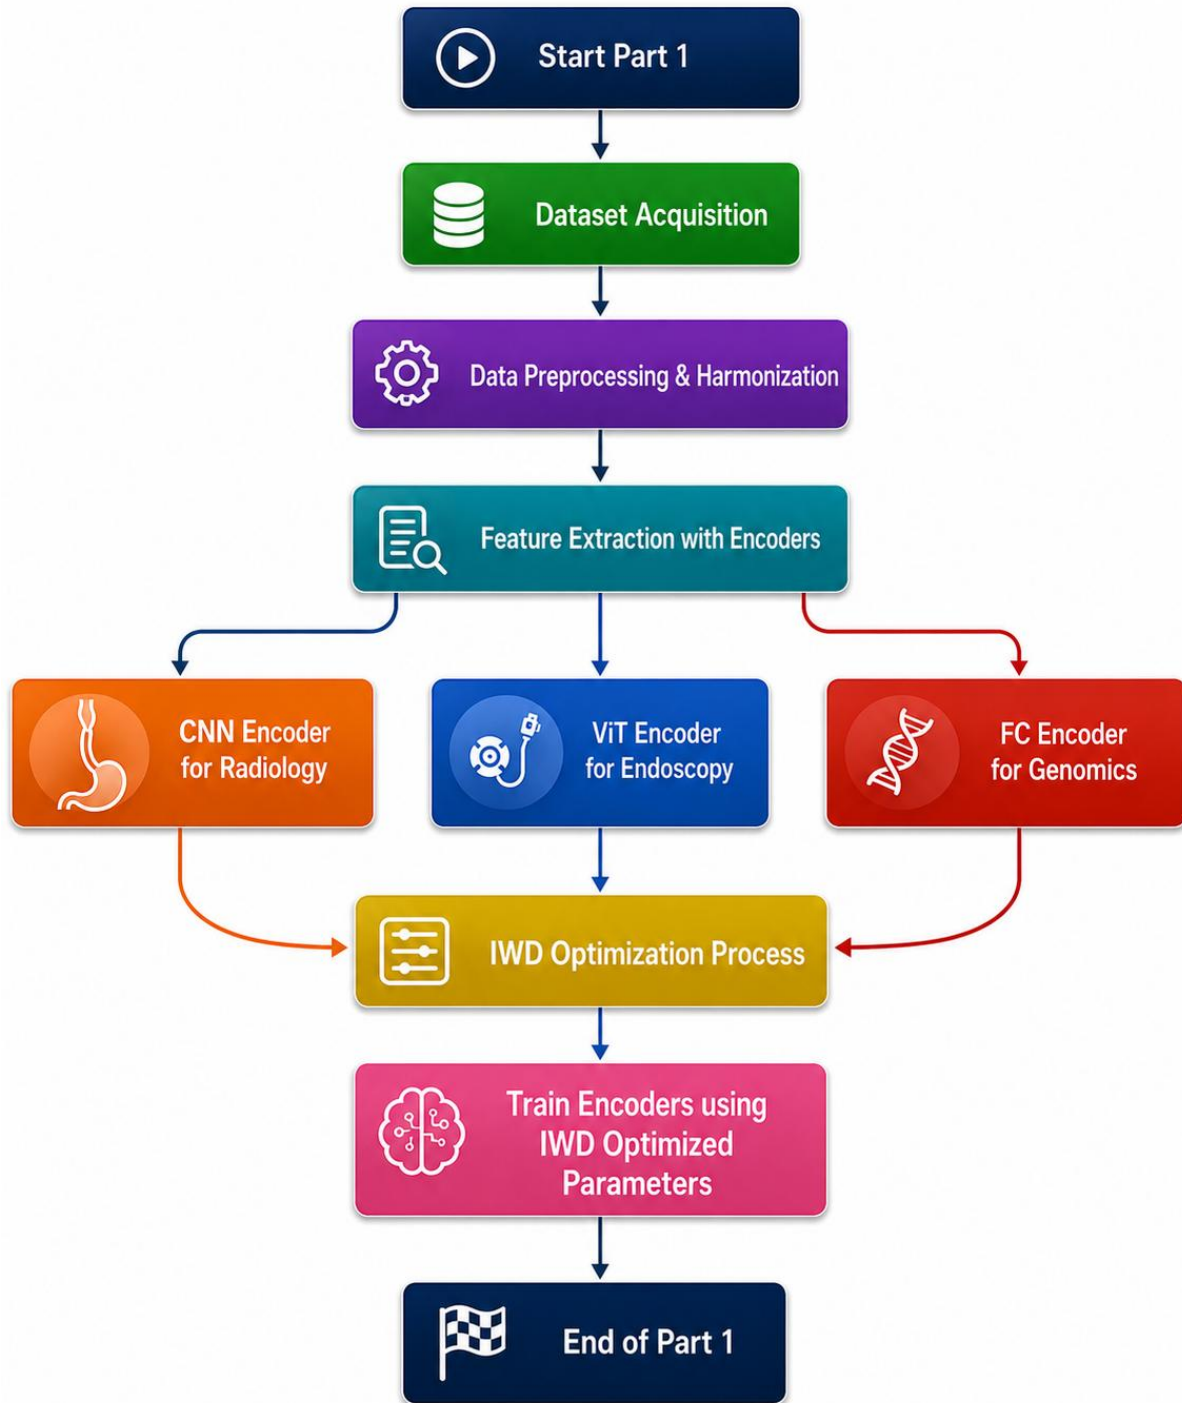 Start Part 1
Dataset Acquisition
Data Preprocessing & Harmonization
Feature Extraction with Encoders
CNN Encoder
for Radiology
ViT Encoder
for Endoscopy
FC Encoder
for Genomics
IWD Optimization Process
Train Encoders using
IWD Optimized
Parameters
End of Part 1